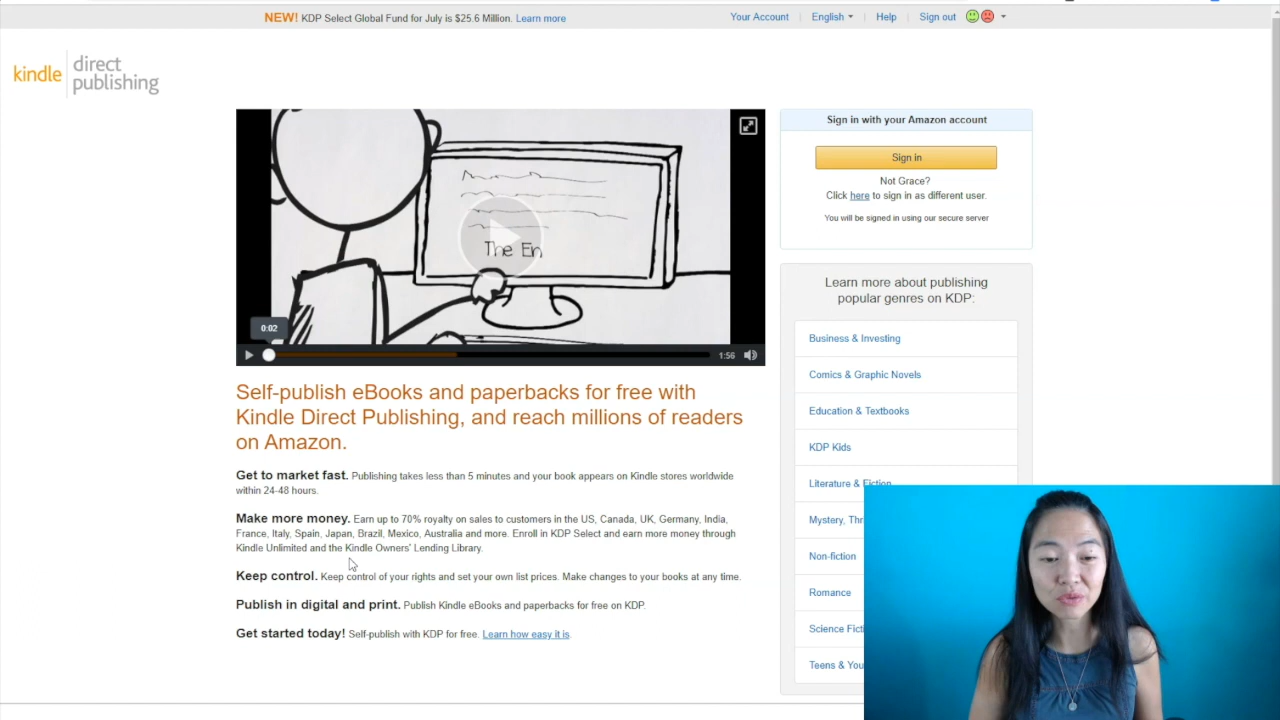 NEW! KDP Select Global Fund for July is $25.6 Million. Learn more
Your Account | English | Help | Sign out
kindle direct publishing
The En
0:02
1:56
Self-publish eBooks and paperbacks for free with
Kindle Direct Publishing, and reach millions of readers
on Amazon.
Get to market fast. Publishing takes less than 5 minutes and your book appears on Kindle stores worldwide
within 24-48 hours.
Make more money. Earn up to 70% royalty on sales to customers in the US, Canada, UK, Germany, India,
France, Italy, Spain, Japan, Brazil, Mexico, Australia and more. Enroll in KDP Select and earn more money through
Kindle Unlimited and the Kindle Owners' Lending Library.
Keep control. Keep control of your rights and set your own list prices. Make changes to your books at any time.
Publish in digital and print. Publish Kindle eBooks and paperbacks for free on KDP.
Get started today! Self-publish with KDP for free. Learn how easy it is.
Sign in with your Amazon account
Sign in
Not Grace?
Click here to sign in as different user.
You will be signed in using our secure server
Learn more about publishing
popular genres on KDP:
Business & Investing
Comics & Graphic Novels
Education & Textbooks
KDP Kids
Literature & Fiction
Mystery, Thr
Non-fiction
Romance
Science Ficti
Teens & You